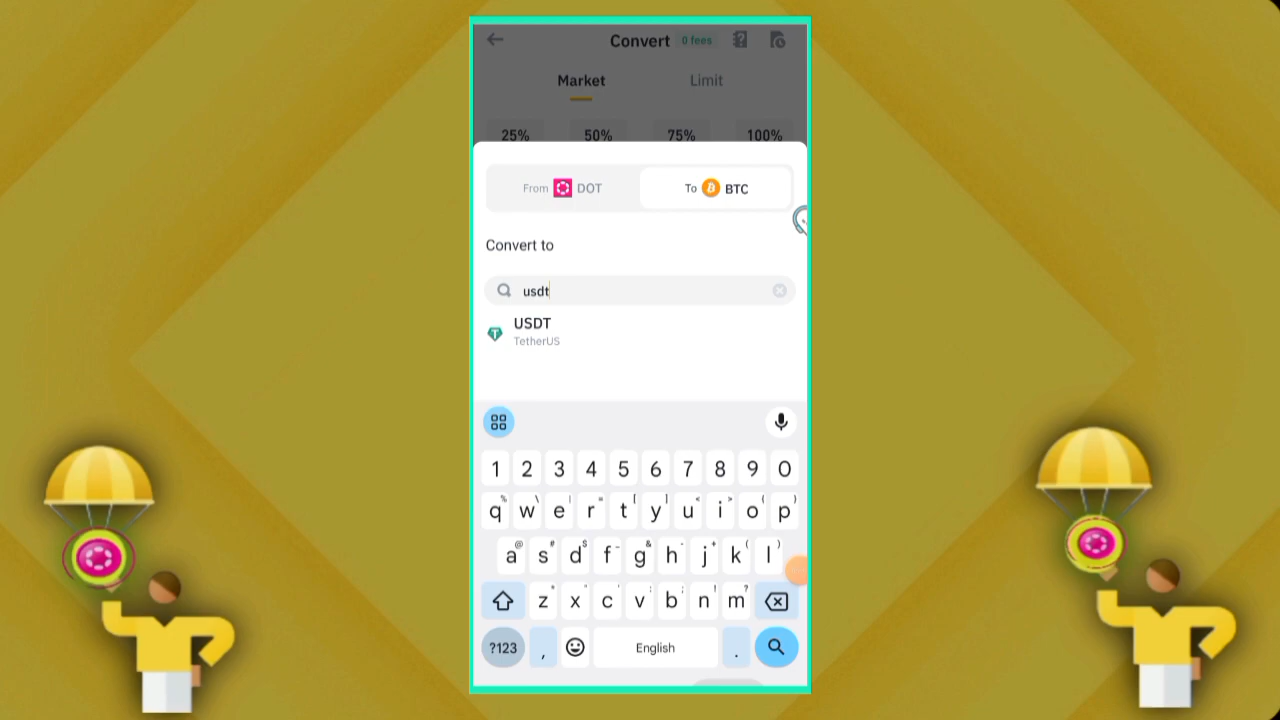 Convert 0 fees
Market Limit
25% 50% 75% 100%
From DOT To BTC
Convert to
usdt
USDT
TetherUS
1 2 3 4 5 6 7 8 9 0
q w e r t y u i o p
a s d f g h j k l
z x c v b n m
?123 , English .